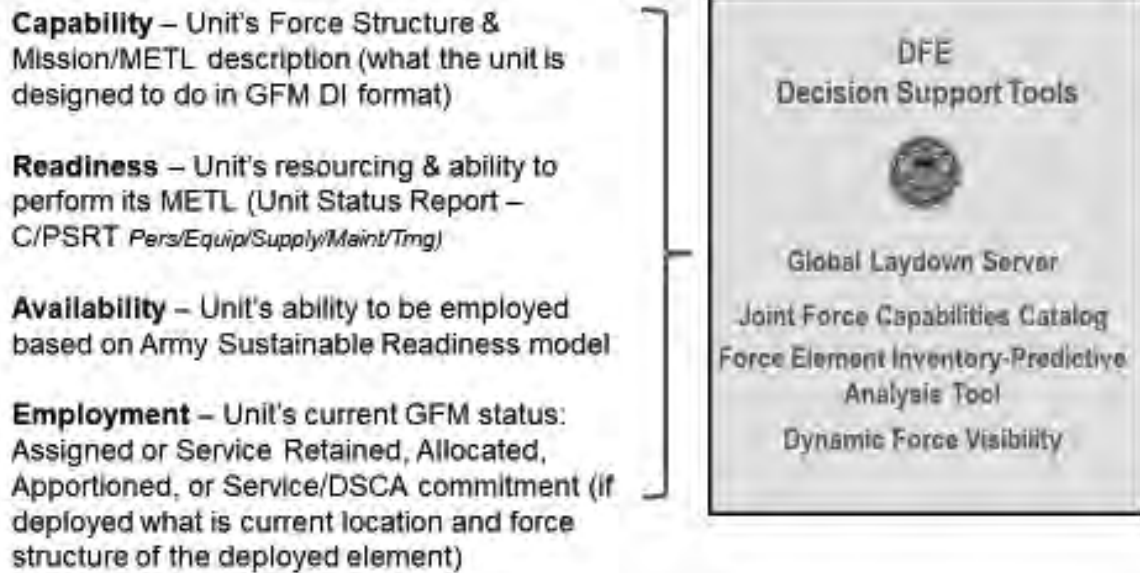 Capability – Unit's Force Structure &
Mission/METL description (what the unit is
designed to do in GFM DI format)
Readiness – Unit's resourcing & ability to
perform its METL (Unit Status Report –
C/PSRT Pers/Equip/Supply/Maint/Trng)
Availability – Unit's ability to be employed
based on Army Sustainable Readiness model
Employment – Unit's current GFM status:
Assigned or Service Retained, Allocated,
Apportioned, or Service/DSCA commitment (if
deployed what is current location and force
structure of the deployed element)
DFE
Decision Support Tools
Global Laydown Server
Joint Force Capabilities Catalog
Force Element Inventory-Predictive
Analysis Tool
Dynamic Force Visibility